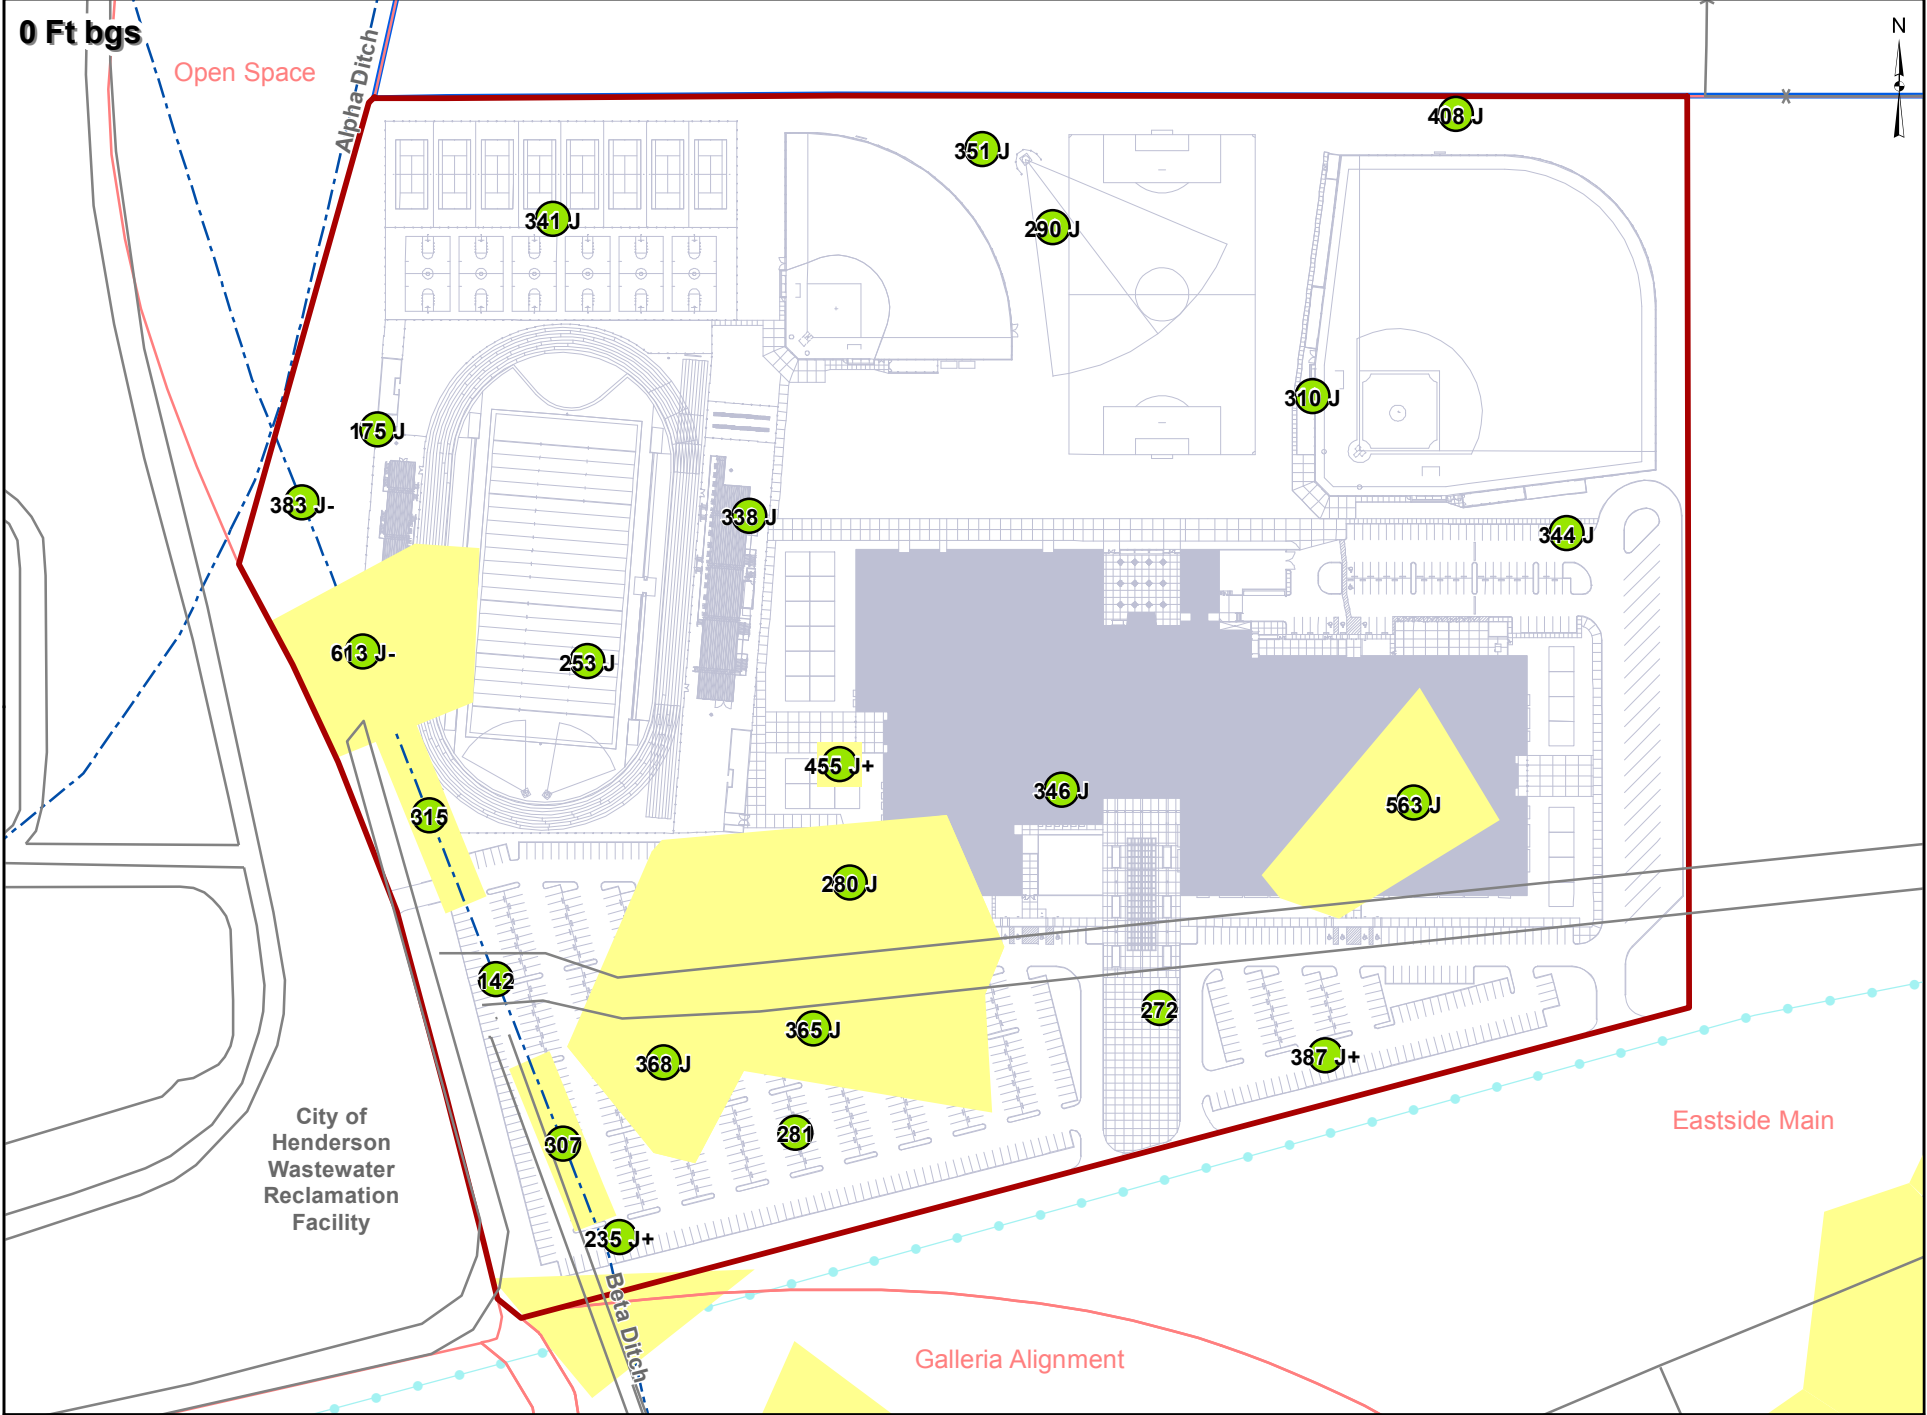 0 Ft bgs
N
Open Space
Alpha Ditch
408 J
351 J
341 J
290 J
310 J
175 J
383 J-
338 J
344 J
613 J-
253 J
455 J+
346 J
563 J
315
280 J
142
272
365 J
387 J+
368 J
City of
Henderson
Wastewater
Reclamation
Facility
281
307
Eastside Main
235 J+
Beta Ditch
Galleria Alignment